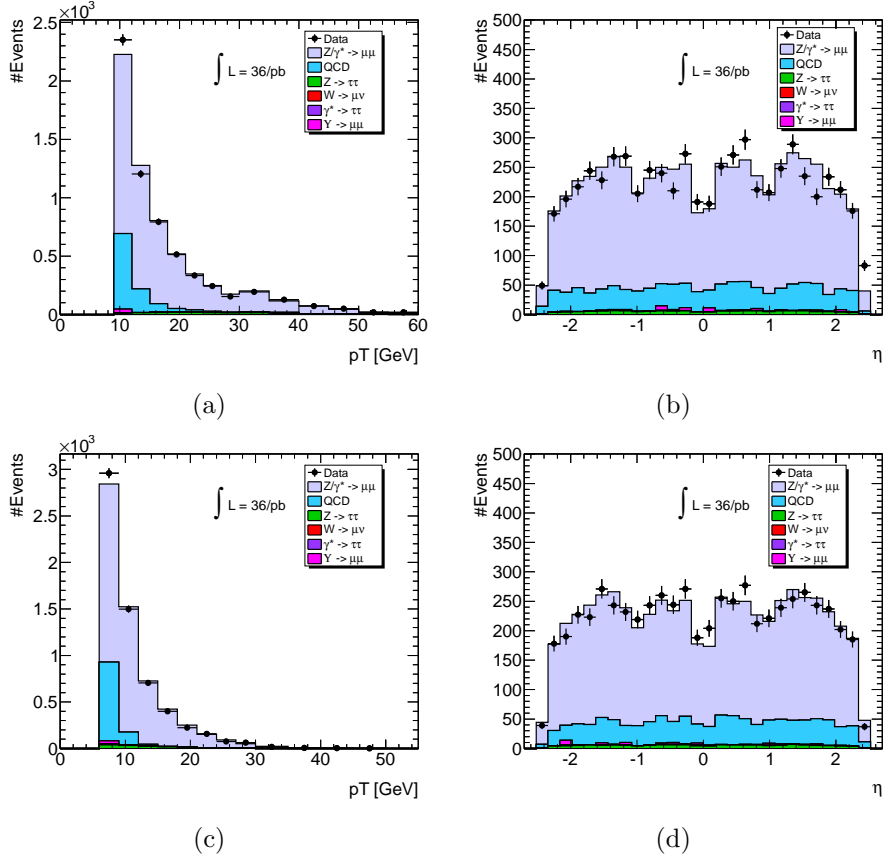 ×10³
#Events
2.5
2
1.5
1
0.5
0
0 10 20 30 40 50 60
pT [GeV]
∫ L = 36/pb
Data
Z/γ* -> μμ
QCD
Z -> ττ
W -> μν
γ* -> ττ
Υ -> μμ
(a)
#Events
500
450
400
350
300
250
200
150
100
50
0
-2 -1 0 1 2
η
∫ L = 36/pb
Data
Z/γ* -> μμ
QCD
Z -> ττ
W -> μν
γ* -> ττ
Υ -> μμ
(b)
×10³
#Events
3
2.5
2
1.5
1
0.5
0
0 10 20 30 40 50
pT [GeV]
∫ L = 36/pb
Data
Z/γ* -> μμ
QCD
Z -> ττ
W -> μν
γ* -> ττ
Υ -> μμ
(c)
#Events
500
450
400
350
300
250
200
150
100
50
0
-2 -1 0 1 2
η
∫ L = 36/pb
Data
Z/γ* -> μμ
QCD
Z -> ττ
W -> μν
γ* -> ττ
Υ -> μμ
(d)